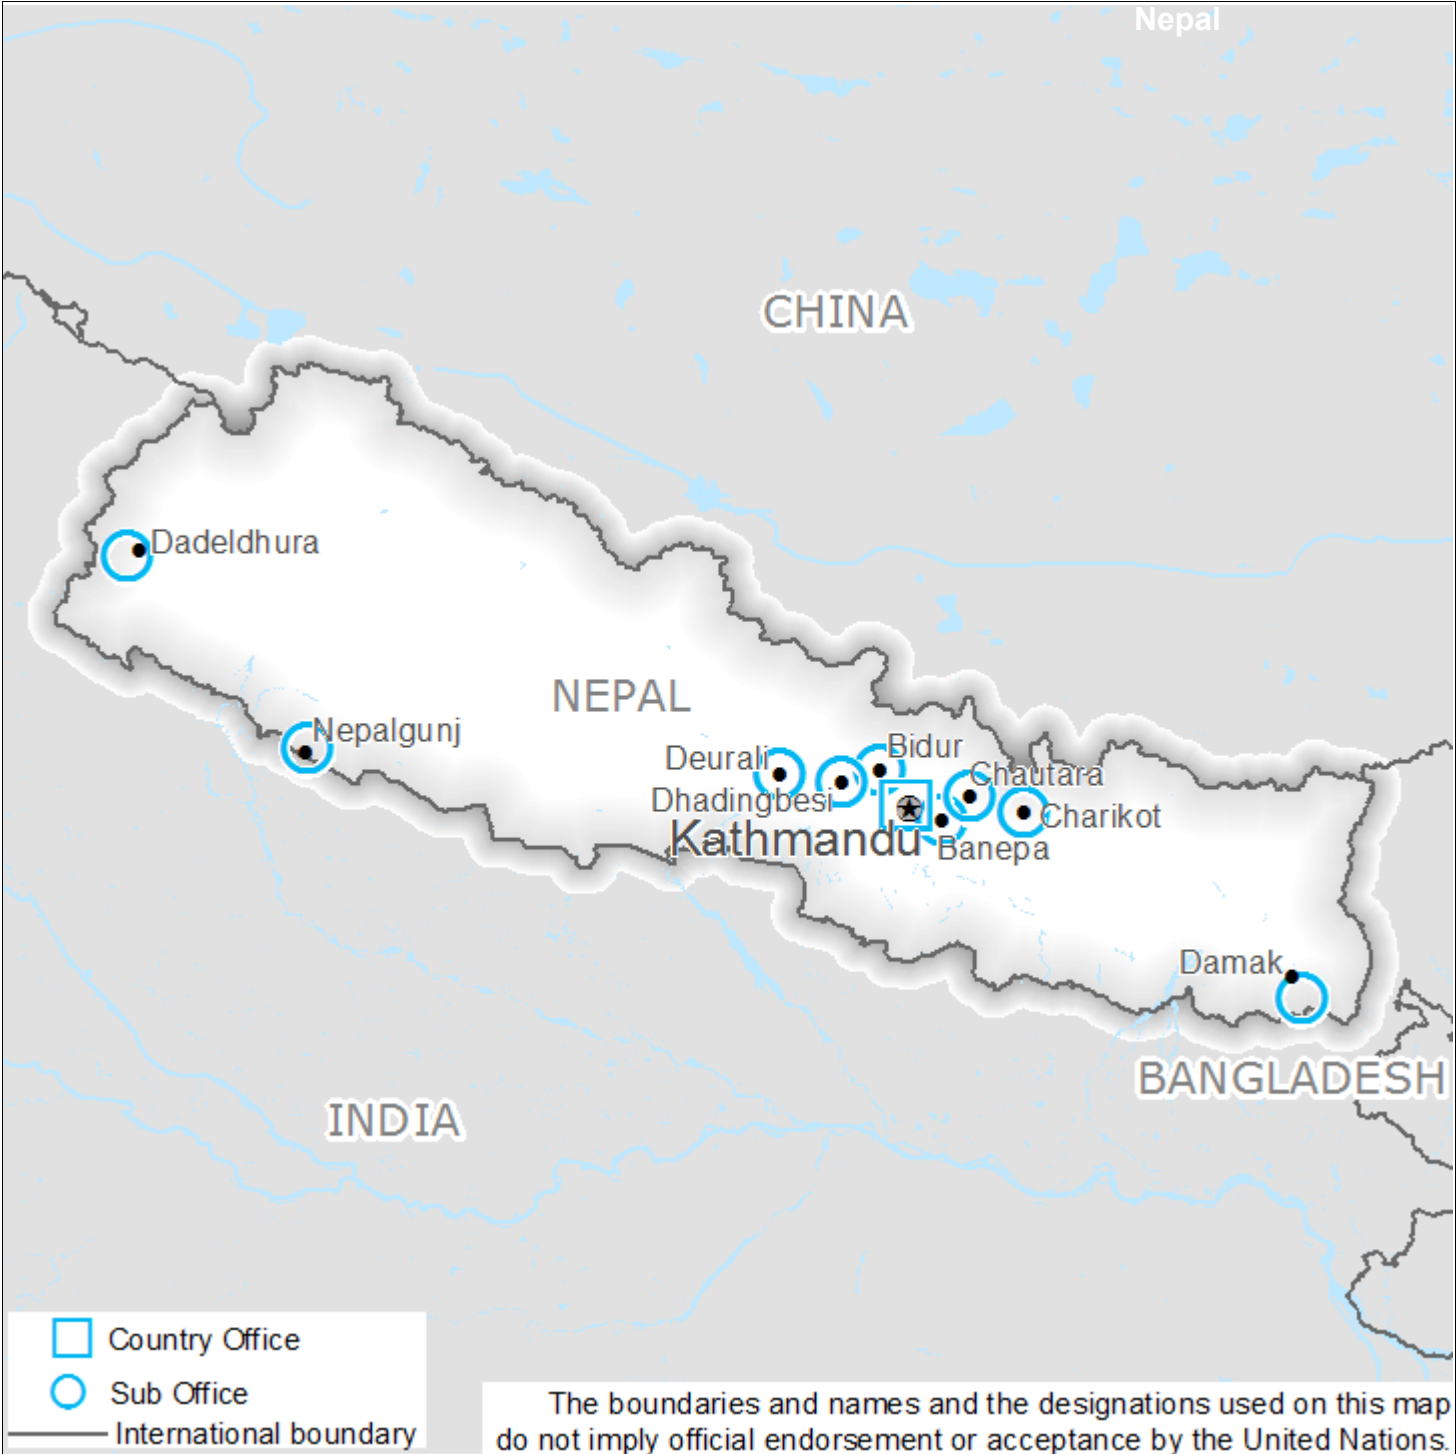 Nepal
CHINA
Dadeldhura
NEPAL
Nepalgunj
Bidur
Deurali
Chautara
Dhadingbesi
Charikot
Kathmandu
Banepa
Damak
BANGLADESH
INDIA
Country Office
Sub Office
International boundary
The boundaries and names and the designations used on this map
do not imply official endorsement or acceptance by the United Nations.